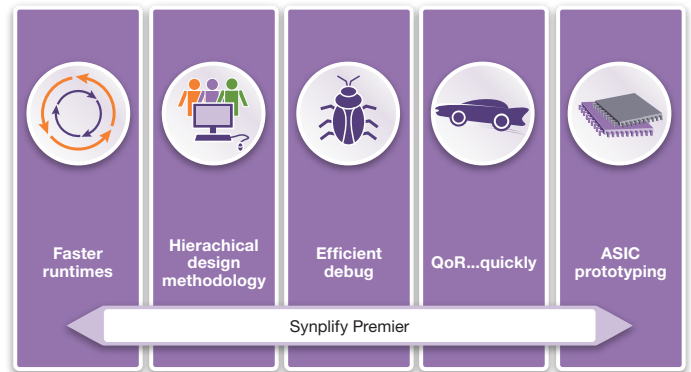 Faster
runtimes
Hierachical
design
methodology
Efficient
debug
QoR...quickly
ASIC
prototyping
Synplify Premier